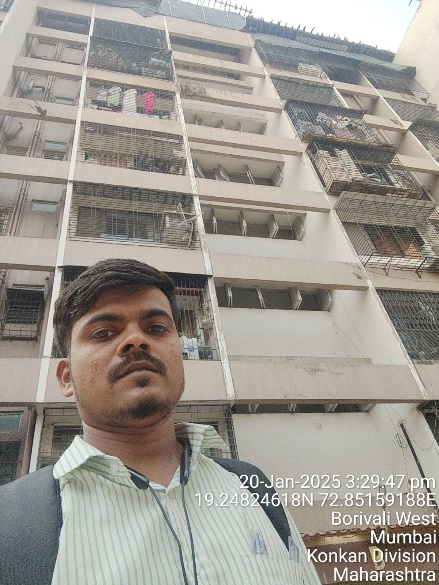 20-Jan-2025 3:29:47 pm
19.24824618N 72.85159188E
Borivali West
Mumbai
Konkan Division
Maharashtra